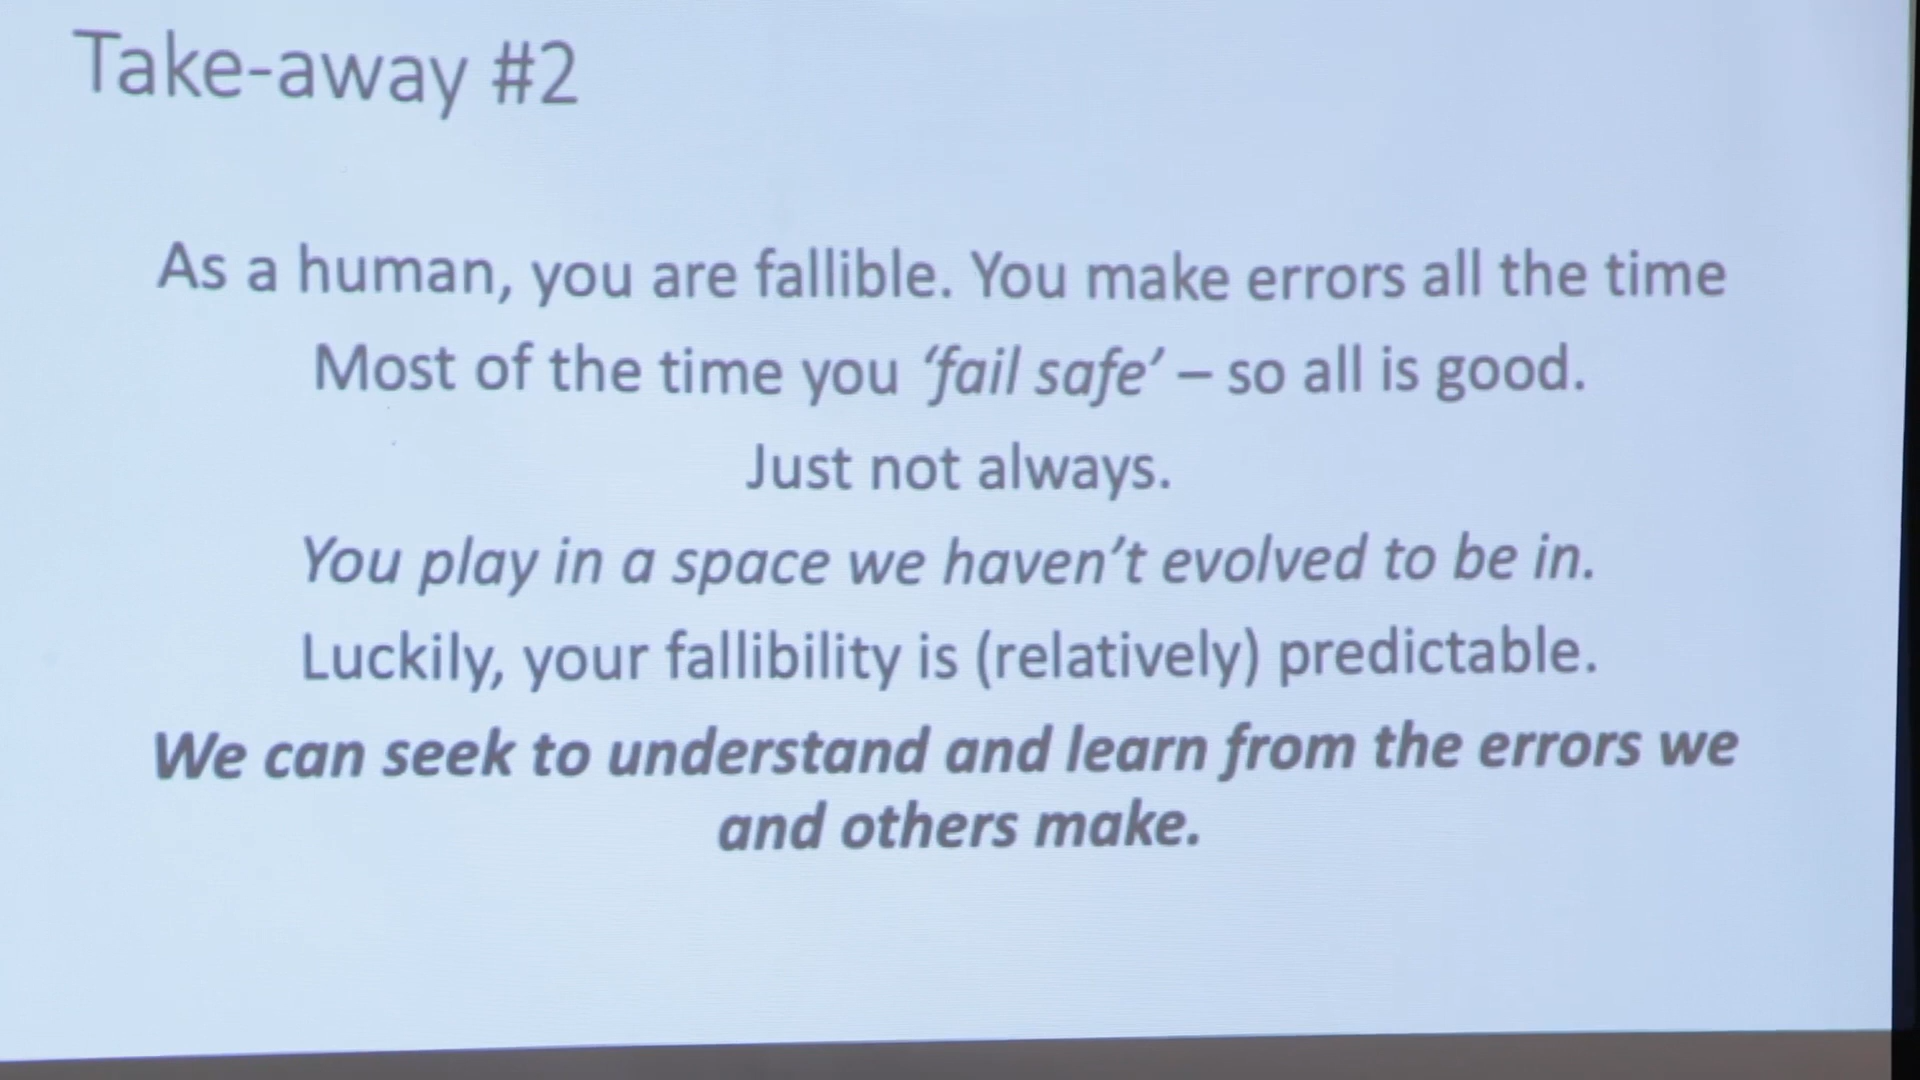 Take-away #2
As a human, you are fallible. You make errors all the time
Most of the time you ‘fail safe’ – so all is good.
Just not always.
You play in a space we haven’t evolved to be in.
Luckily, your fallibility is (relatively) predictable.
We can seek to understand and learn from the errors we
and others make.